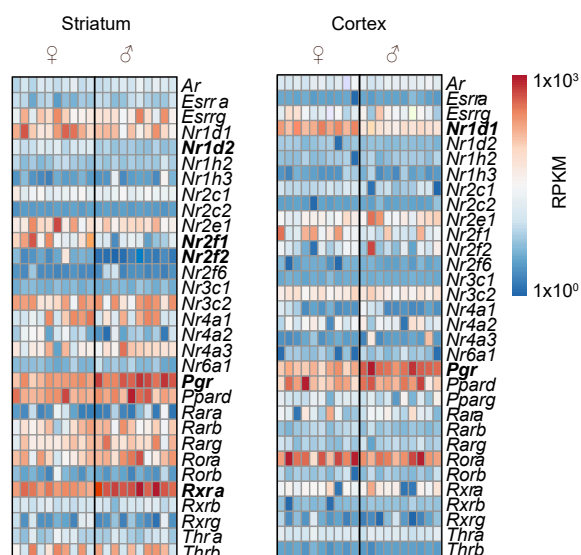 Striatum
♀ ♂
Ar
Esrra
Esrrg
Nr1d1
Nr1d2
Nr1h2
Nr1h3
Nr2c1
Nr2c2
Nr2e1
Nr2f1
Nr2f2
Nr2f6
Nr3c1
Nr3c2
Nr4a1
Nr4a2
Nr4a3
Nr6a1
Pgr
Ppard
Rara
Rarb
Rarg
Rora
Rorb
Rxra
Rxrb
Rxrg
Thra
Thrb
Cortex
♀ ♂
Ar
Esrra
Esrrg
Nr1d1
Nr1d2
Nr1h2
Nr1h3
Nr2c1
Nr2c2
Nr2e1
Nr2f1
Nr2f2
Nr2f6
Nr3c1
Nr3c2
Nr4a1
Nr4a2
Nr4a3
Nr6a1
Pgr
Ppard
Pparg
Rara
Rarb
Rarg
Rora
Rorb
Rxra
Rxrb
Rxrg
Thra
Thrb
1x10³
RPKM
1x10⁰